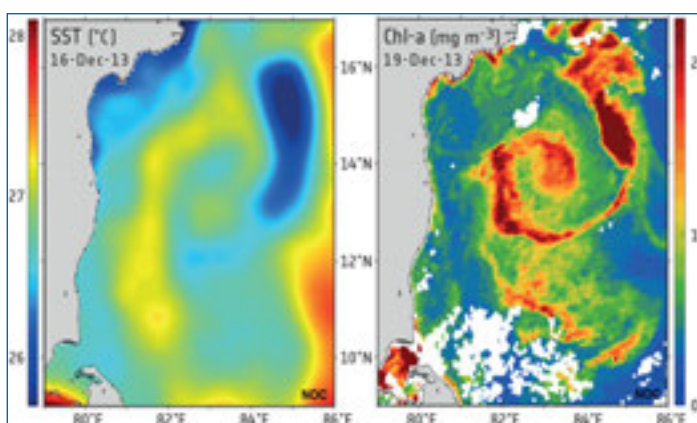 28
SST (°C)
16-Dec-13
27
26
16°N
14°N
12°N
10°N
80°E
82°E
84°E
86°E
NOC
Chl-a (mg m⁻³)
19-Dec-13
2
1
0
80°E
82°E
84°E
86°E
NOC